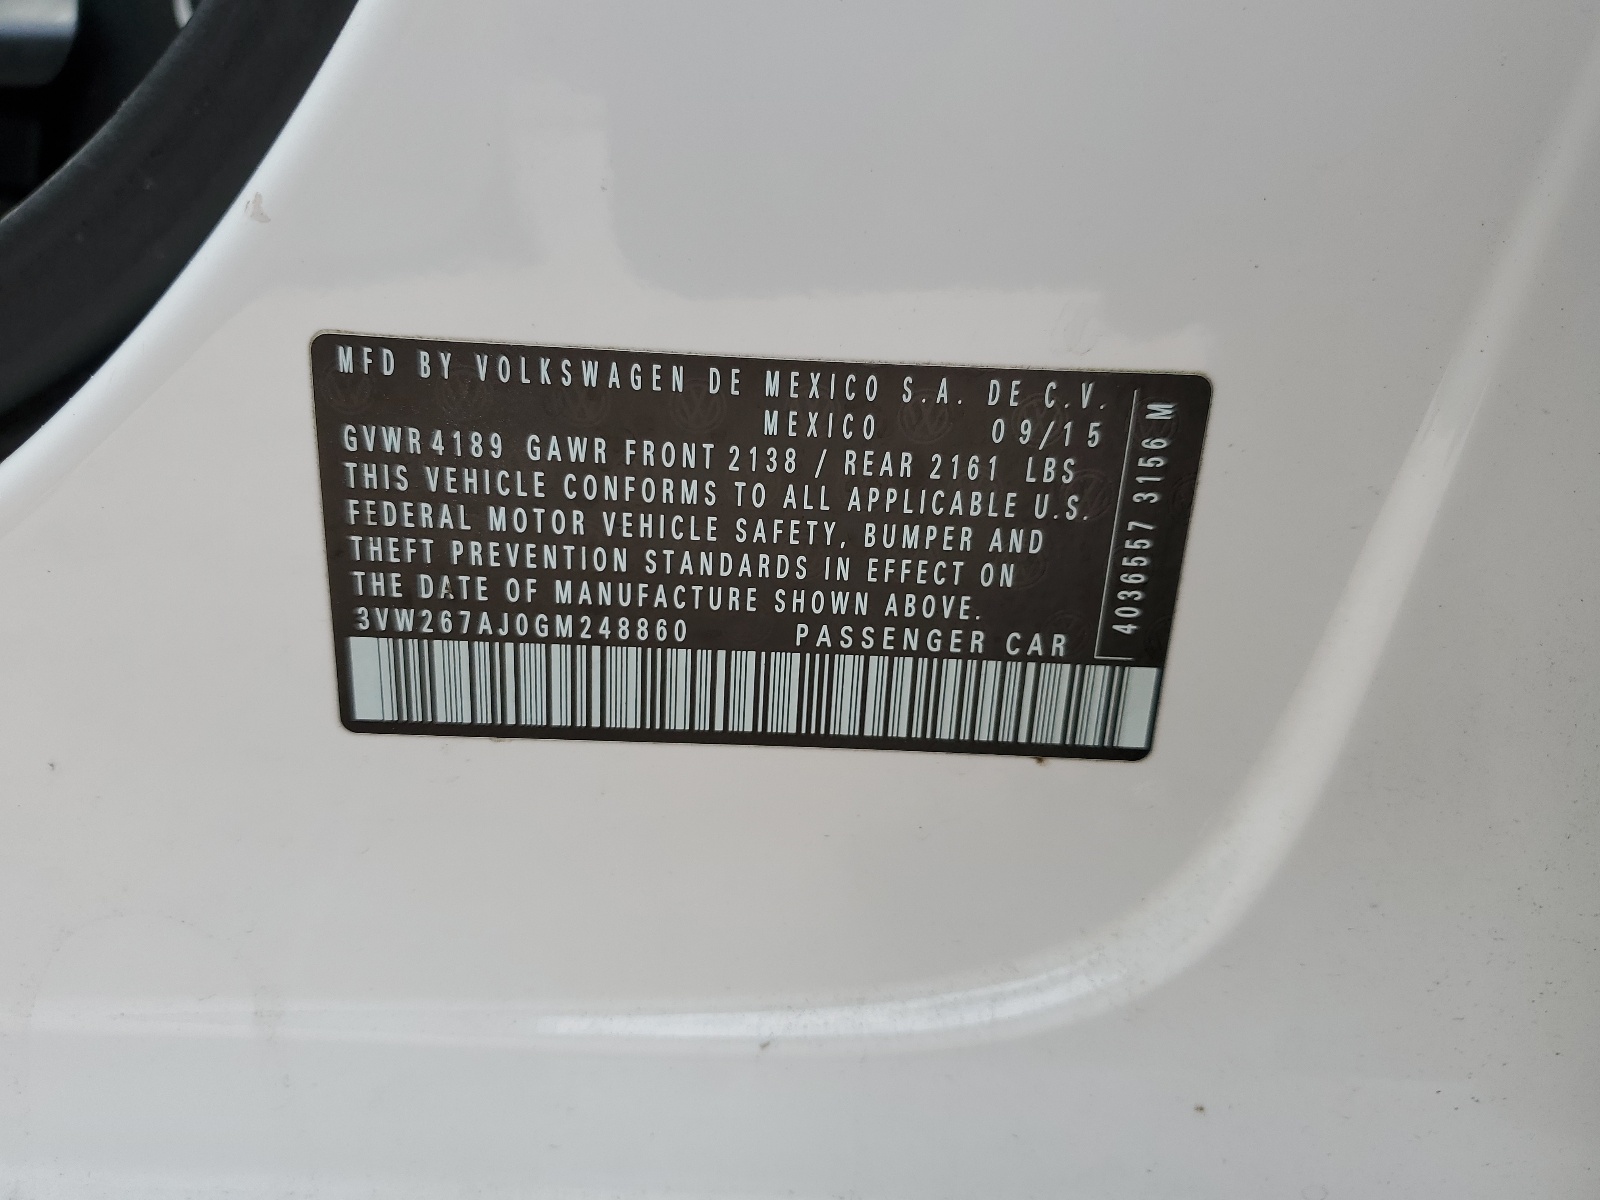 MFD BY VOLKSWAGEN DE MEXICO S.A. DE C.V.
MEXICO 09/15
GVWR 4189 GAWR FRONT 2138 / REAR 2161 LBS
THIS VEHICLE CONFORMS TO ALL APPLICABLE U.S.
FEDERAL MOTOR VEHICLE SAFETY, BUMPER AND
THEFT PREVENTION STANDARDS IN EFFECT ON
THE DATE OF MANUFACTURE SHOWN ABOVE.
3VW267AJ0GM248860 PASSENGER CAR
4036557 3156 M